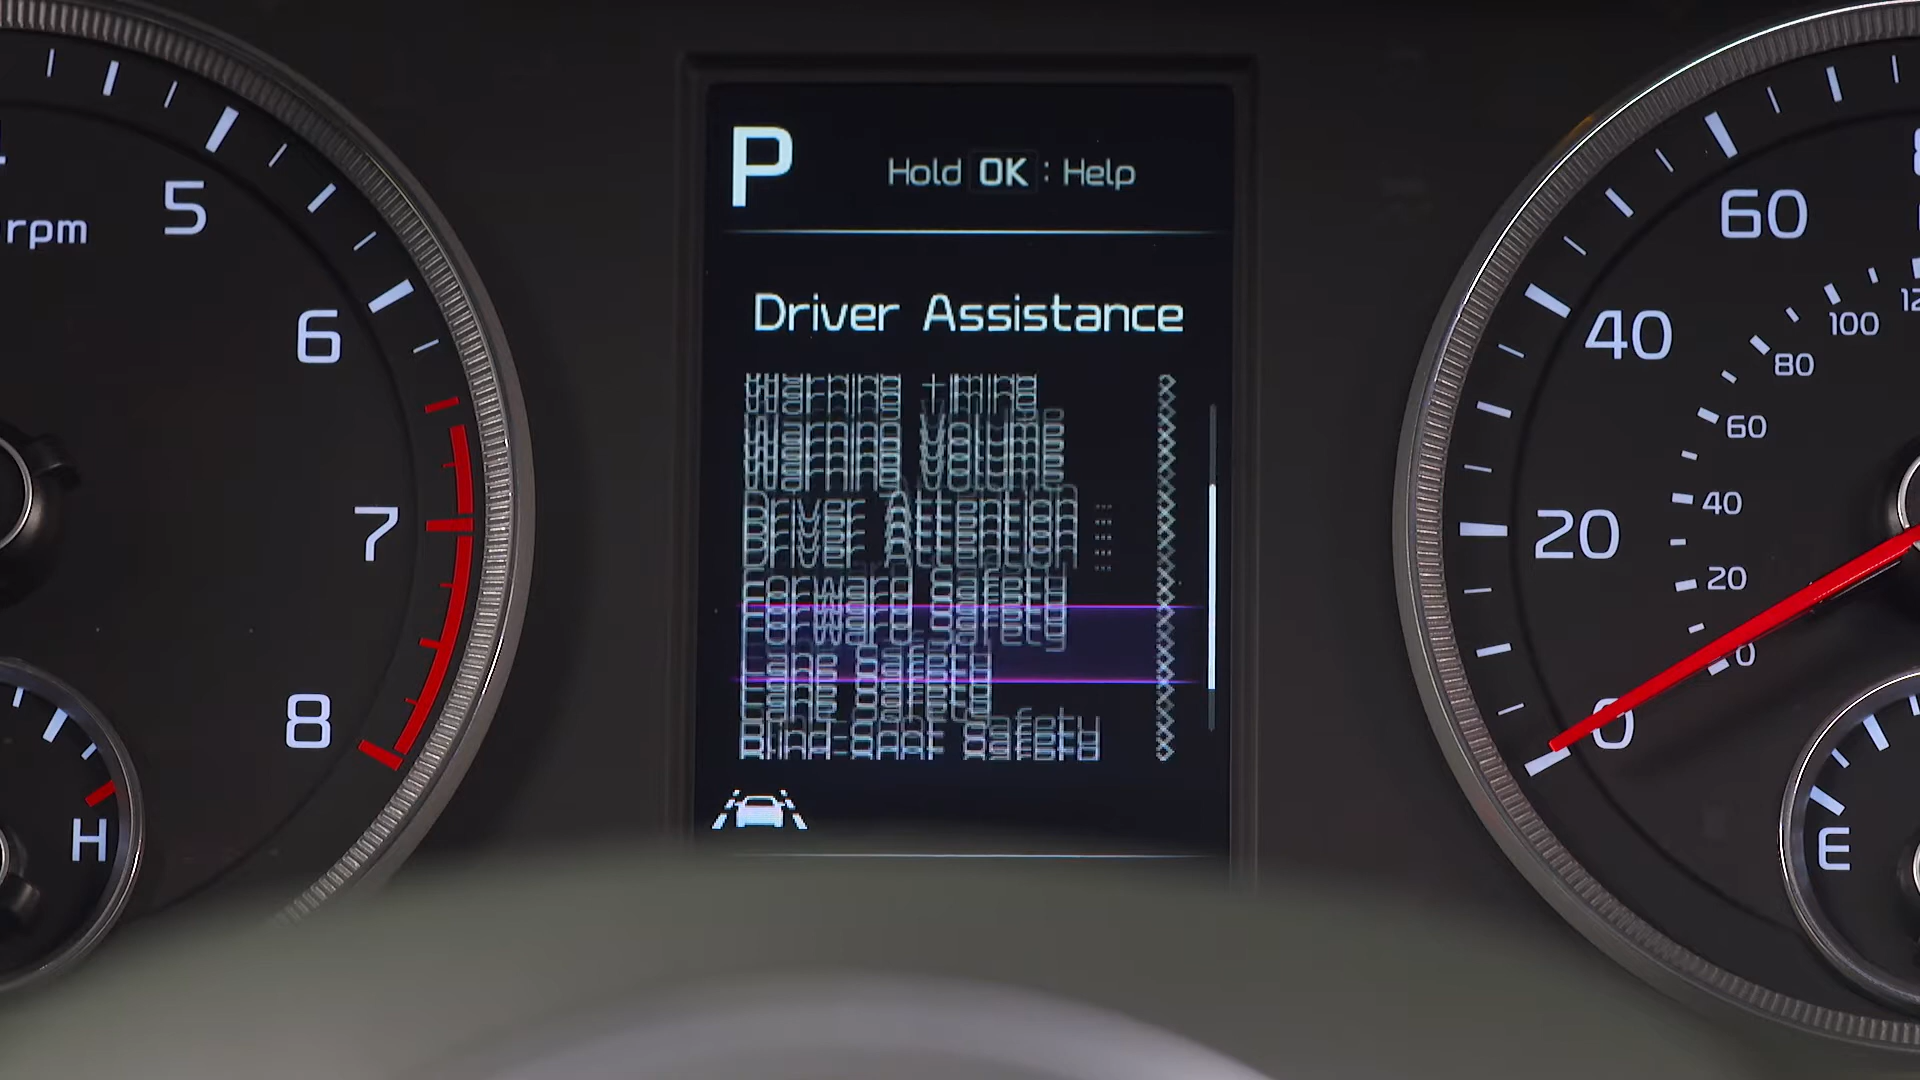 P
Hold OK : Help
Driver Assistance
Warning Timing
Warning Volume
Driver Attention ...
Forward Safety
Lane Safety
Blind-Spot Safety
rpm
5
6
7
8
H
60
40
20
0
120
100
80
60
40
20
0
E